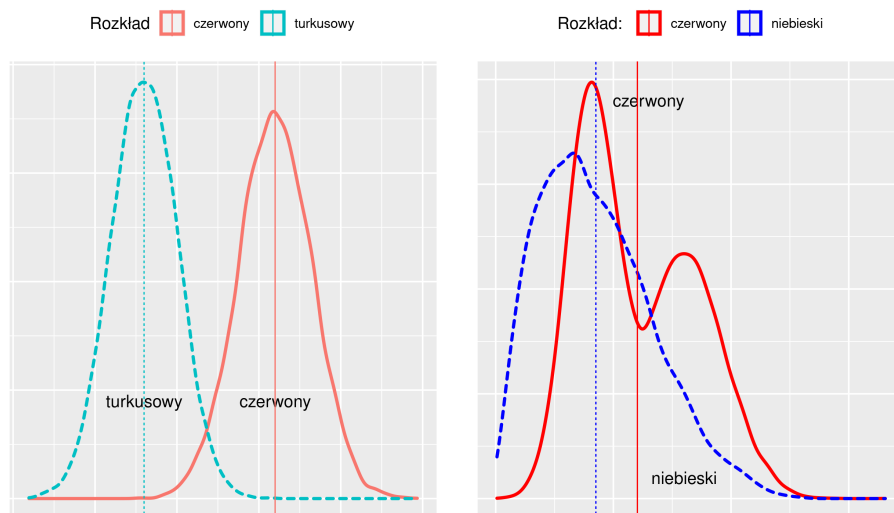 Rozkład czerwony turkusowy
turkusowy czerwony
Rozkład: czerwony niebieski
czerwony
niebieski